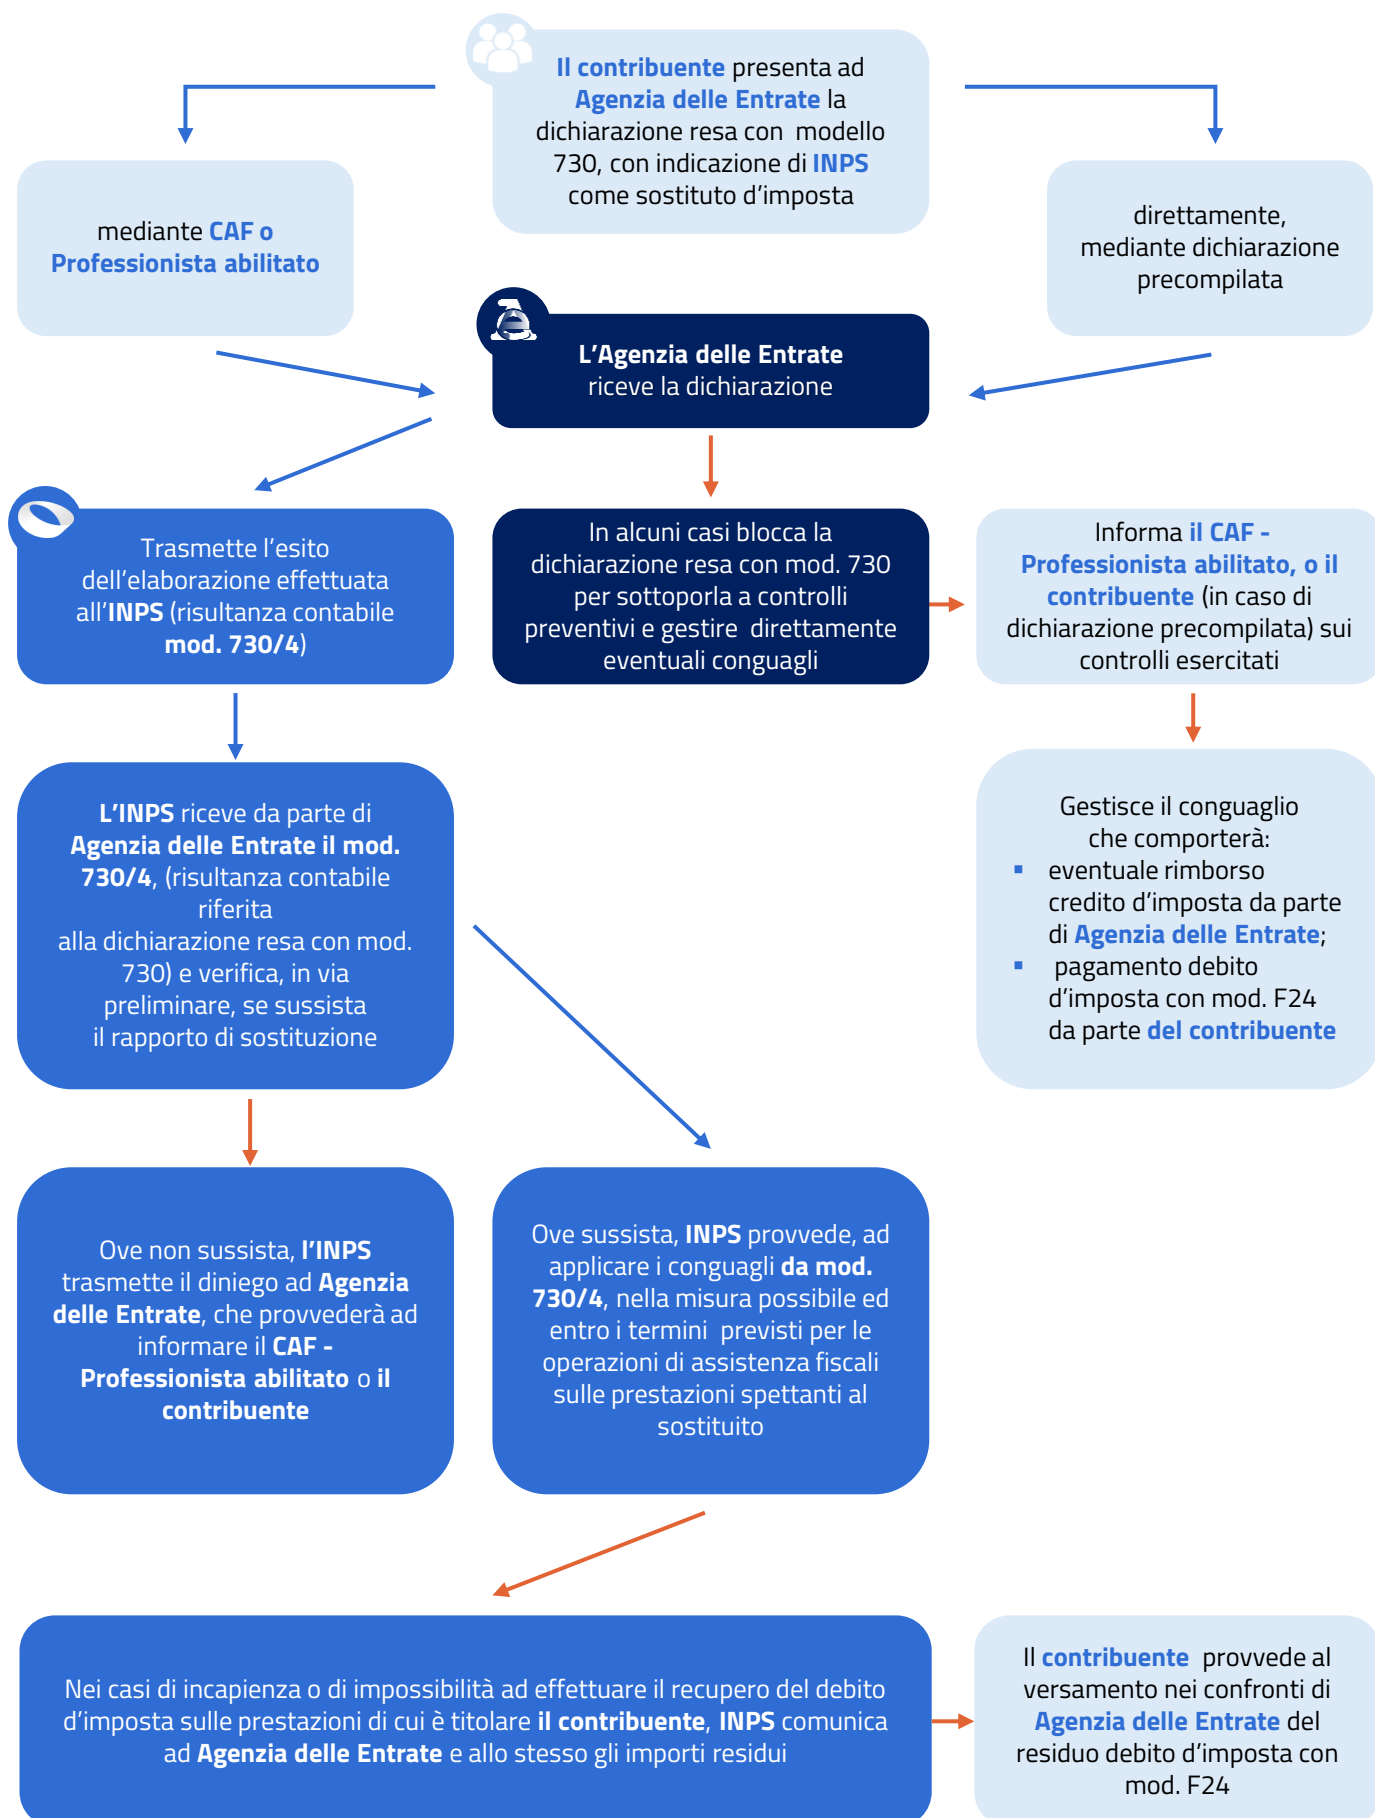 Il contribuente presenta ad
Agenzia delle Entrate la
dichiarazione resa con modello
730, con indicazione di INPS
come sostituto d'imposta
mediante CAF o
Professionista abilitato
direttamente,
mediante dichiarazione
precompilata
L'Agenzia delle Entrate
riceve la dichiarazione
Trasmette l'esito
dell'elaborazione effettuata
all'INPS (risultanza contabile
mod. 730/4)
In alcuni casi blocca la
dichiarazione resa con mod. 730
per sottoporla a controlli
preventivi e gestire direttamente
eventuali conguagli
Informa il CAF -
Professionista abilitato, o il
contribuente (in caso di
dichiarazione precompilata) sui
controlli esercitati
L'INPS riceve da parte di
Agenzia delle Entrate il mod.
730/4, (risultanza contabile
riferita
alla dichiarazione resa con mod.
730) e verifica, in via
preliminare, se sussista
il rapporto di sostituzione
Gestisce il conguaglio
che comporterà:
▪ eventuale rimborso
credito d'imposta da parte
di Agenzia delle Entrate;
▪ pagamento debito
d'imposta con mod. F24
da parte del contribuente
Ove non sussista, l'INPS
trasmette il diniego ad Agenzia
delle Entrate, che provvederà ad
informare il CAF -
Professionista abilitato o il
contribuente
Ove sussista, INPS provvede, ad
applicare i conguagli da mod.
730/4, nella misura possibile ed
entro i termini previsti per le
operazioni di assistenza fiscali
sulle prestazioni spettanti al
sostituito
Nei casi di incapienza o di impossibilità ad effettuare il recupero del debito
d'imposta sulle prestazioni di cui è titolare il contribuente, INPS comunica
ad Agenzia delle Entrate e allo stesso gli importi residui
Il contribuente provvede al
versamento nei confronti di
Agenzia delle Entrate del
residuo debito d'imposta con
mod. F24